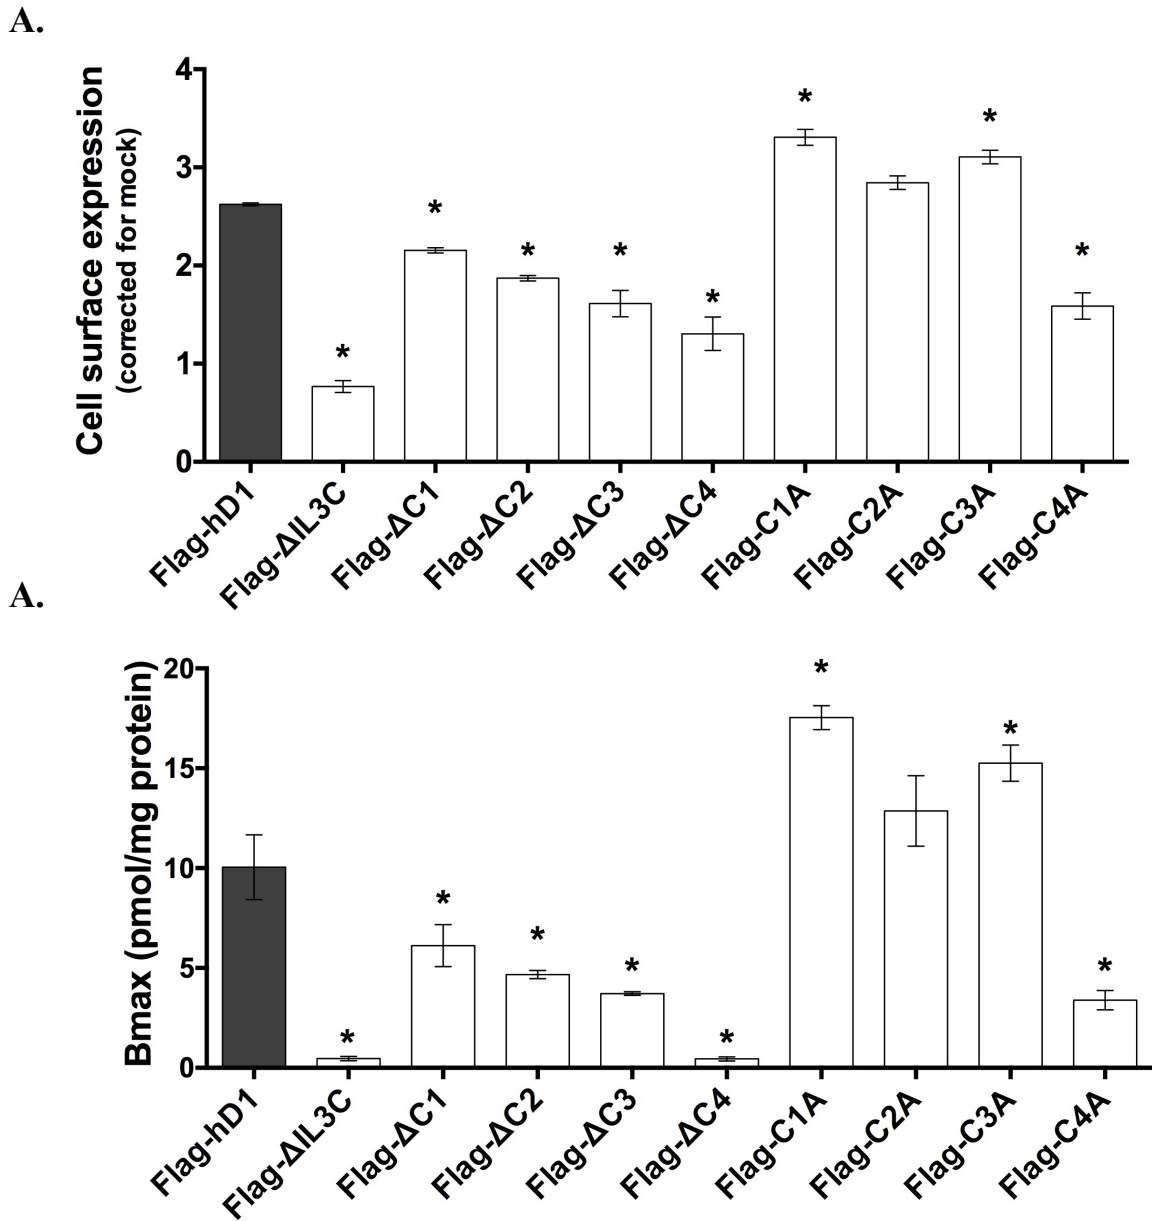 A.
Cell surface expression
(corrected for mock)
4
3
2
1
0
*
*
*
*
*
*
*
*
Flag-hD1
Flag-ΔIL3C
Flag-ΔC1
Flag-ΔC2
Flag-ΔC3
Flag-ΔC4
Flag-C1A
Flag-C2A
Flag-C3A
Flag-C4A
A.
Bmax (pmol/mg protein)
20
15
10
5
0
*
*
*
*
*
*
*
*
Flag-hD1
Flag-ΔIL3C
Flag-ΔC1
Flag-ΔC2
Flag-ΔC3
Flag-ΔC4
Flag-C1A
Flag-C2A
Flag-C3A
Flag-C4A